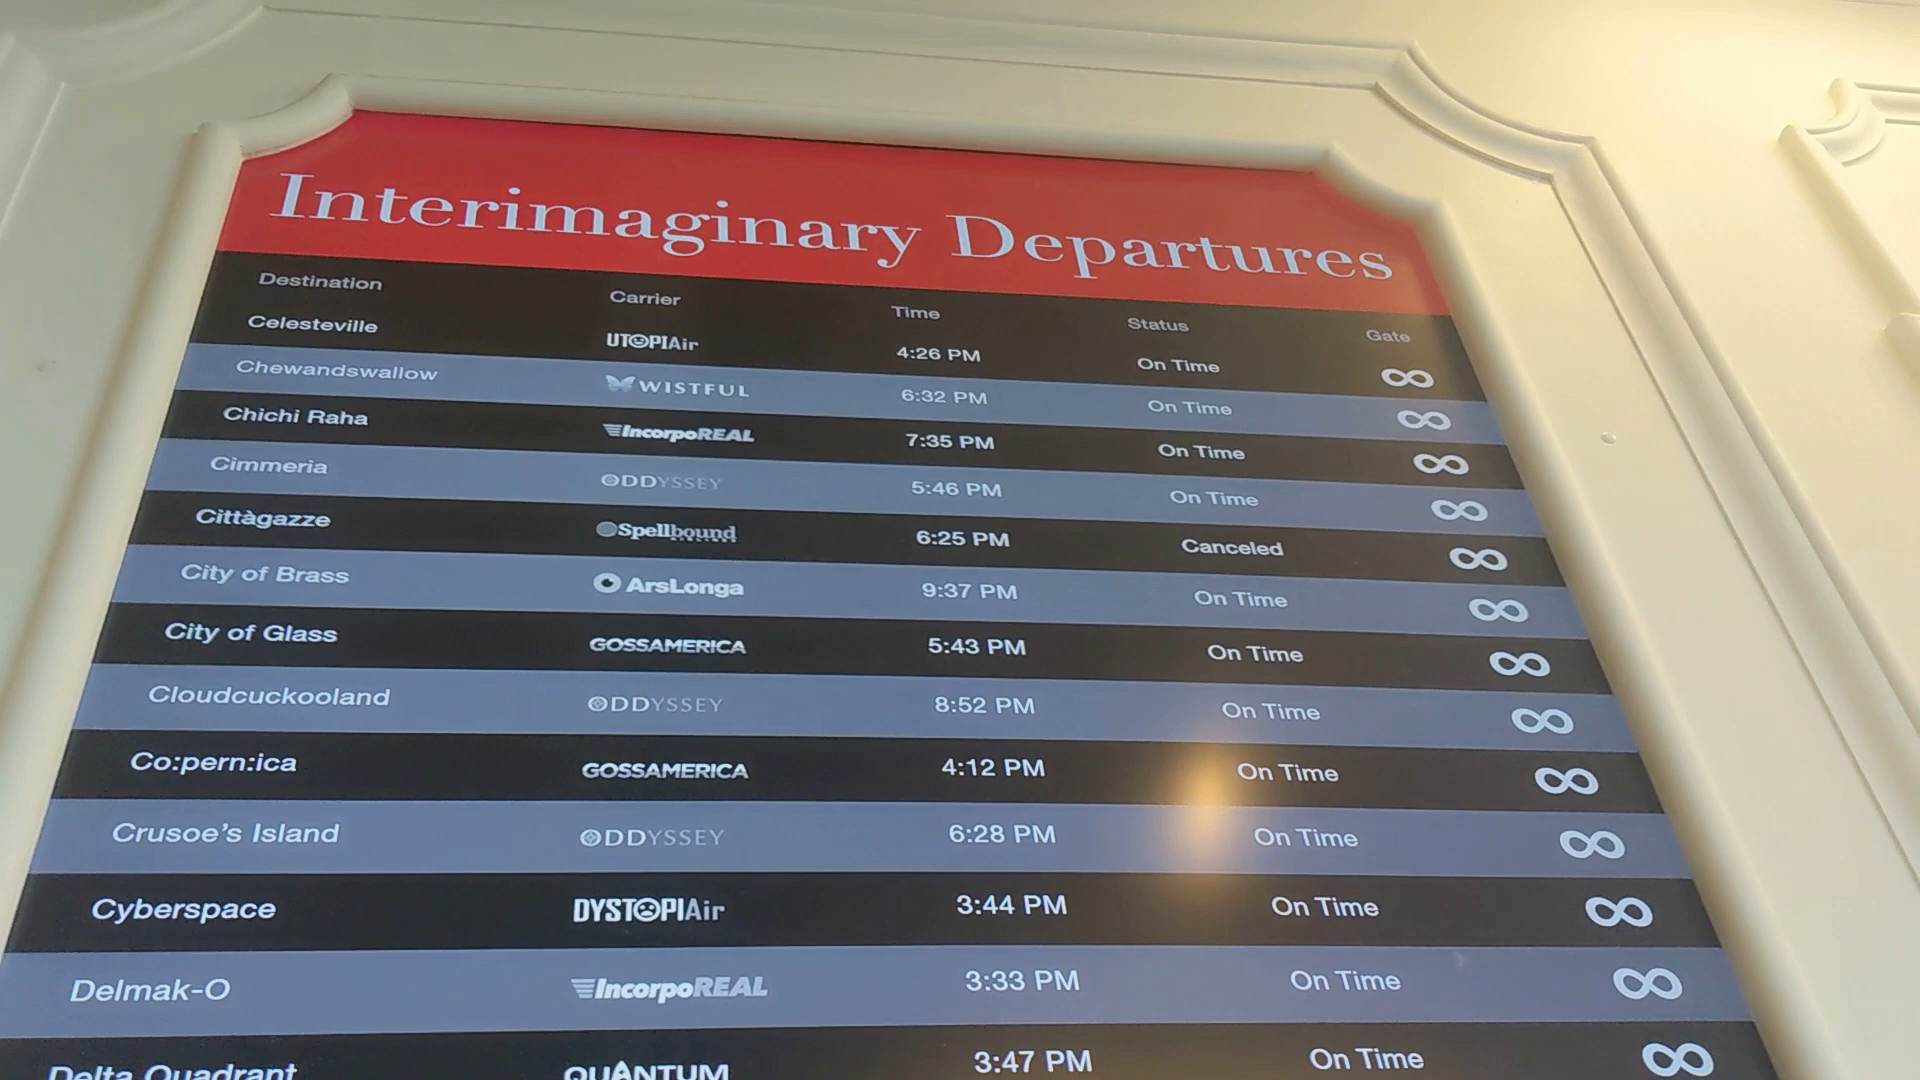 Interimaginary Departures
Destination Carrier Time Status Gate
Celesteville UTOPIAir 4:26 PM On Time ∞
Chewandswallow WISTFUL 6:32 PM On Time ∞
Chichi Raha IncorpoREAL 7:35 PM On Time ∞
Cimmeria ODDYSSEY 5:46 PM On Time ∞
Cittàgazze Spellbound AIRLINES 6:25 PM Canceled ∞
City of Brass ArsLonga 9:37 PM On Time ∞
City of Glass GOSSAMERICA 5:43 PM On Time ∞
Cloudcuckooland ODDYSSEY 8:52 PM On Time ∞
Co:pern:ica GOSSAMERICA 4:12 PM On Time ∞
Crusoe’s Island ODDYSSEY 6:28 PM On Time ∞
Cyberspace DYSTOPIAir 3:44 PM On Time ∞
Delmak-O IncorpoREAL 3:33 PM On Time ∞
Delta Quadrant QUANTUM 3:47 PM On Time ∞